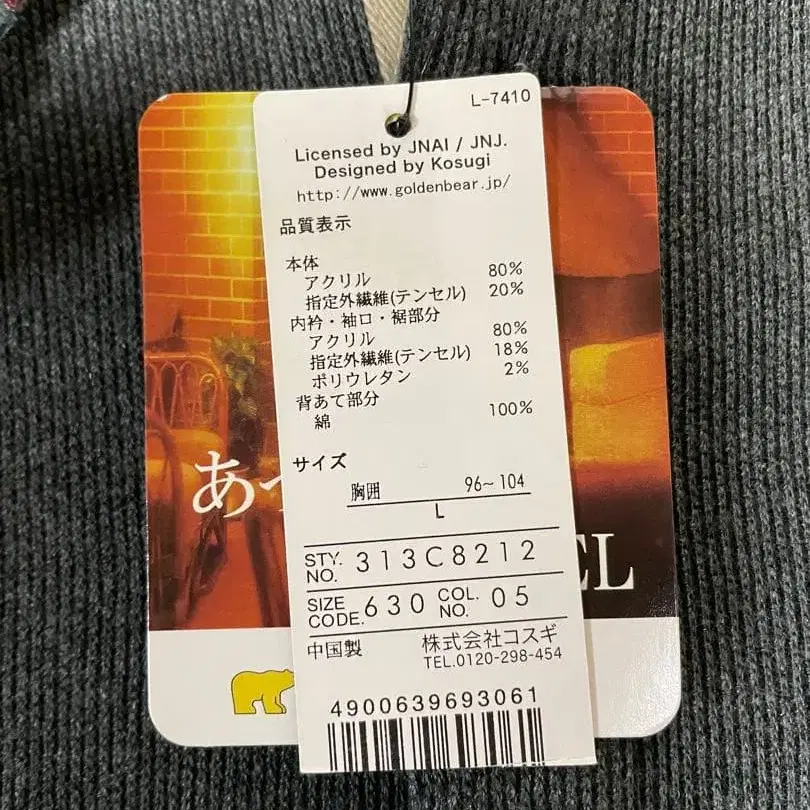 L-7410
Licensed by JNAI / JNJ.
Designed by Kosugi
http://www.goldenbear.jp/
品質表示
本体
アクリル 80%
指定外繊維(テンセル) 20%
内衿・袖口・裾部分
アクリル 80%
指定外繊維(テンセル) 18%
ポリウレタン 2%
背あて部分
綿 100%
サイズ
胸囲 96~104
L
STY. NO. 313C8212
SIZE CODE. 630 COL. NO. 05
中国製 株式会社コスギ
TEL.0120-298-454
4900639693061
あっ
EL